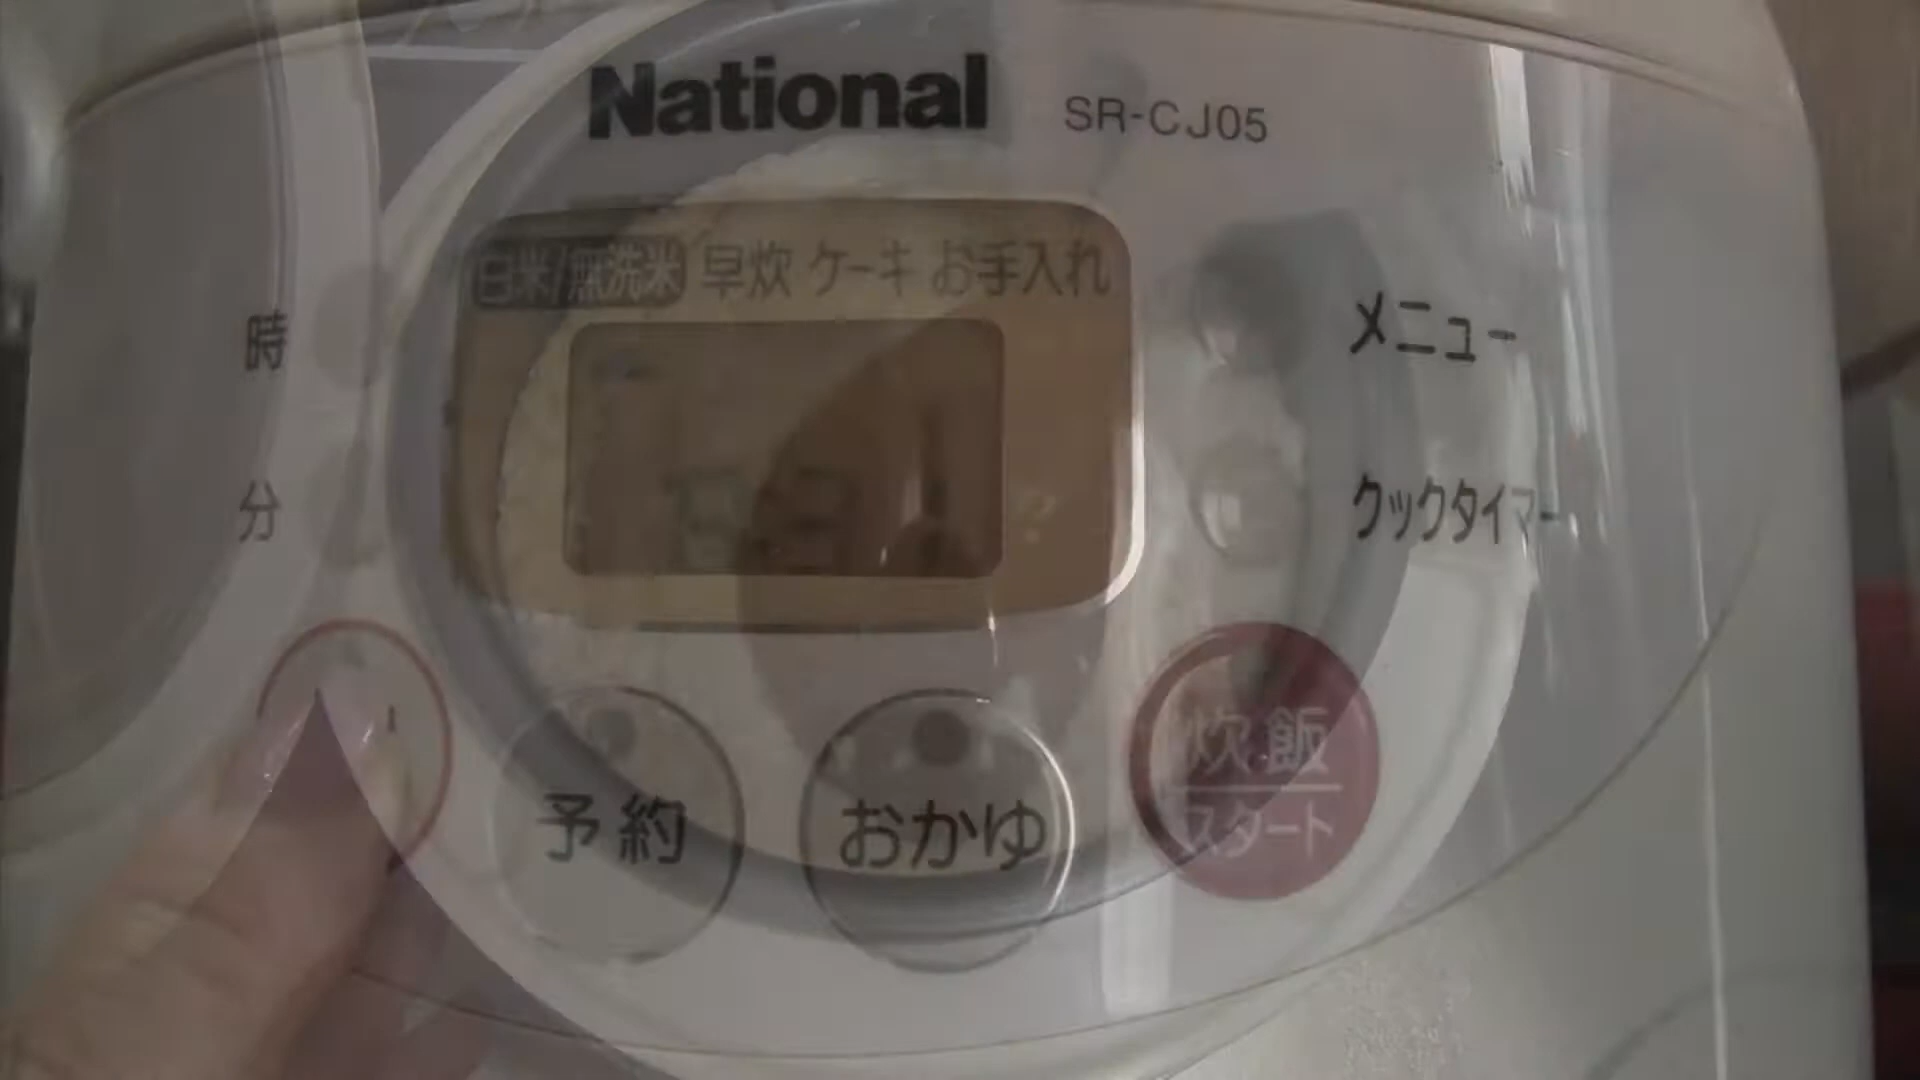 National SR-CJ05
白米/無洗米 早炊 ケーキ お手入れ
時
メニュー
分
クックタイマー
予約
おかゆ
炊飯
スタート